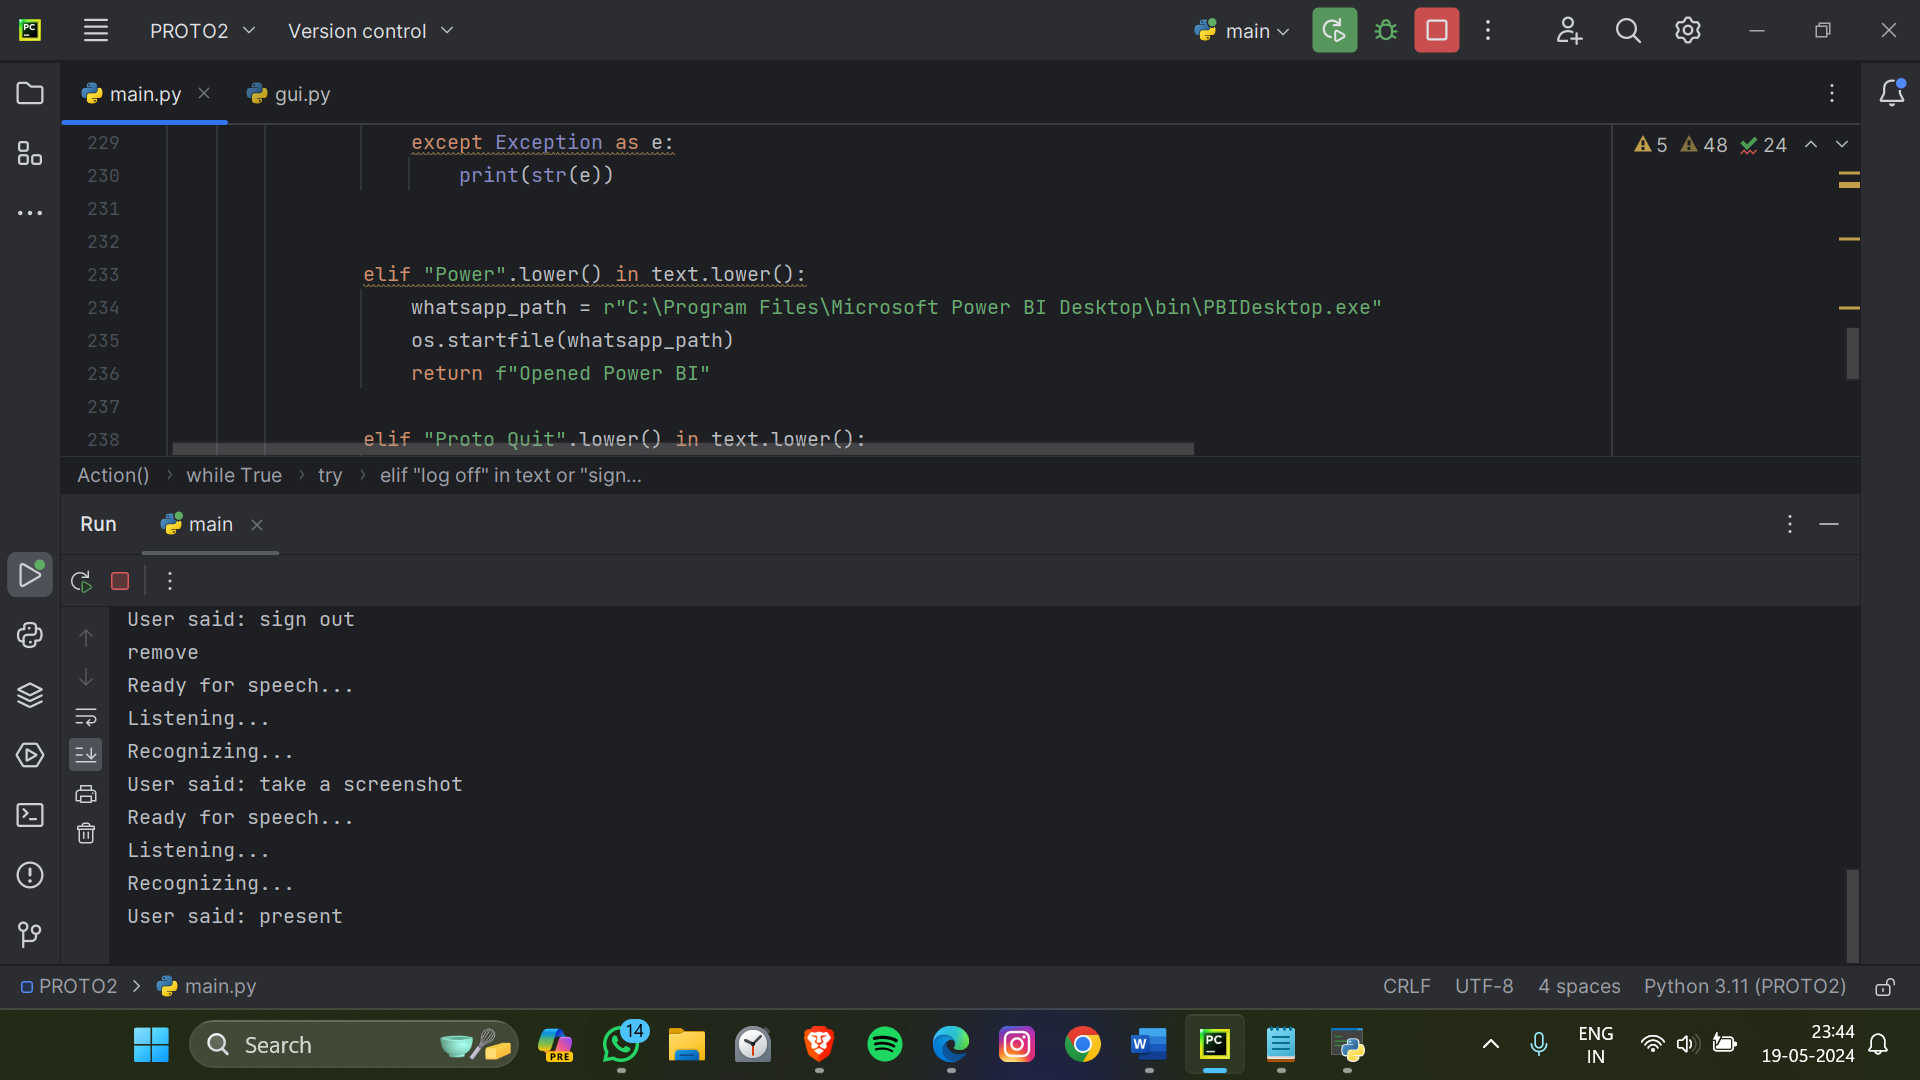 PC
PROTO2
Version control
main
main.py
gui.py
229 except Exception as e:
5 48 24
230 print(str(e))
231
232
233 elif "Power".lower() in text.lower():
234 whatsapp_path = r"C:\Program Files\Microsoft Power BI Desktop\bin\PBIDesktop.exe"
235 os.startfile(whatsapp_path)
236 return f"Opened Power BI"
237
238 elif "Proto Quit".lower() in text.lower():
Action() > while True > try > elif "log off" in text or "sign...
Run
main
User said: sign out
remove
Ready for speech...
Listening...
Recognizing...
User said: take a screenshot
Ready for speech...
Listening...
Recognizing...
User said: present
PROTO2 > main.py
CRLF UTF-8 4 spaces Python 3.11 (PROTO2)
Search
PRE
14
W
PC
ENG
IN
23:44
19-05-2024